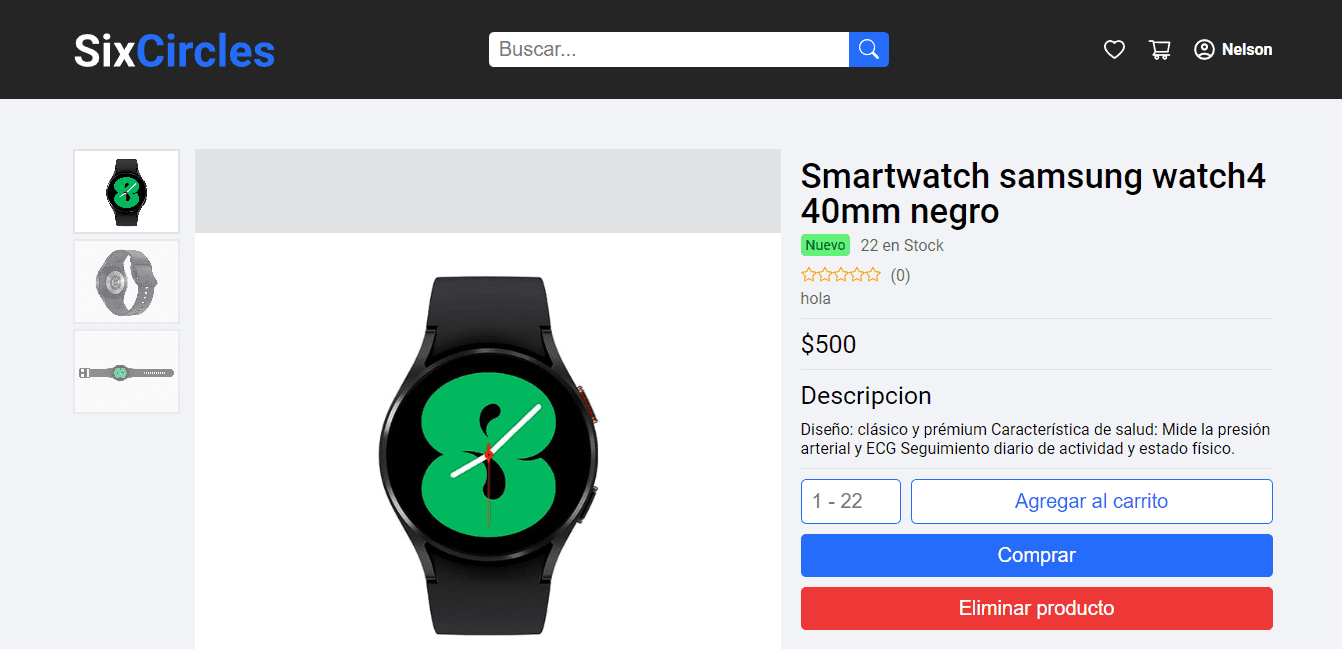 SixCircles
Buscar...
Nelson
Smartwatch samsung watch4
40mm negro
Nuevo 22 en Stock
(0)
hola
$500
Descripcion
Diseño: clásico y prémium Característica de salud: Mide la presión
arterial y ECG Seguimiento diario de actividad y estado físico.
1 - 22
Agregar al carrito
Comprar
Eliminar producto